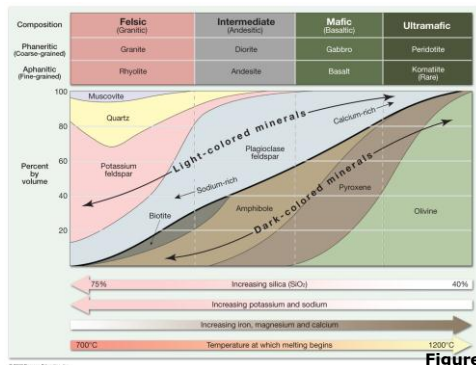 Composition
Felsic
(Granitic)
Intermediate
(Andesitic)
Mafic
(Basaltic)
Ultramafic
Phaneritic
(Coarse-grained)
Granite
Diorite
Gabbro
Peridotite
Aphanitic
(Fine-grained)
Rhyolite
Andesite
Basalt
Komatiite
(Rare)
Percent
by
volume
100
80
60
40
20
Muscovite
Quartz
Potassium
feldspar
Light-colored minerals
Calcium-rich
Plagioclase
feldspar
Sodium-rich
Biotite
Amphibole
Dark-colored minerals
Pyroxene
Olivine
75%
Increasing silica (SiO₂)
40%
Increasing potassium and sodium
Increasing iron, magnesium and calcium
700°C
Temperature at which melting begins
1200°C
Figure